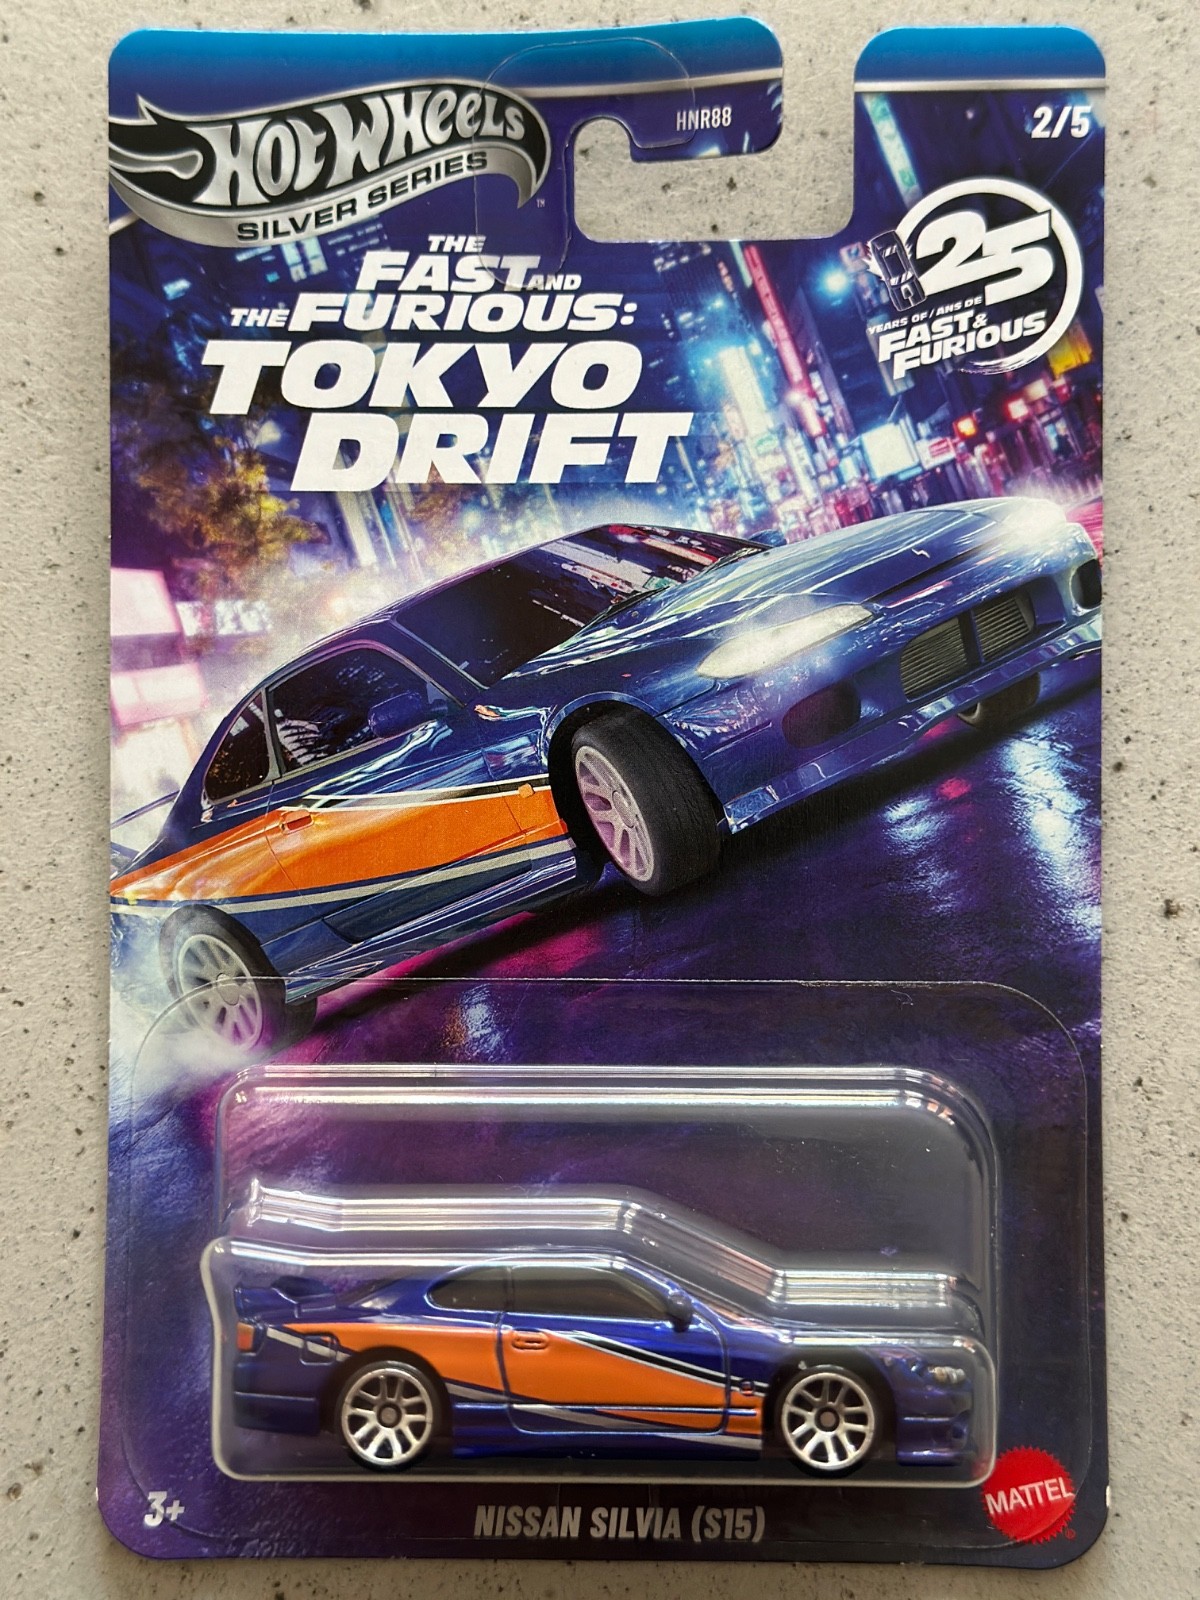 HNR88
2/5
HOT WHEELS
™
SILVER SERIES
THE
FAST AND
THE FURIOUS:
TOKYO
DRIFT
25
YEARS OF / ANS DE
FAST &
FURIOUS
3+
NISSAN SILVIA (S15)
MATTEL
®